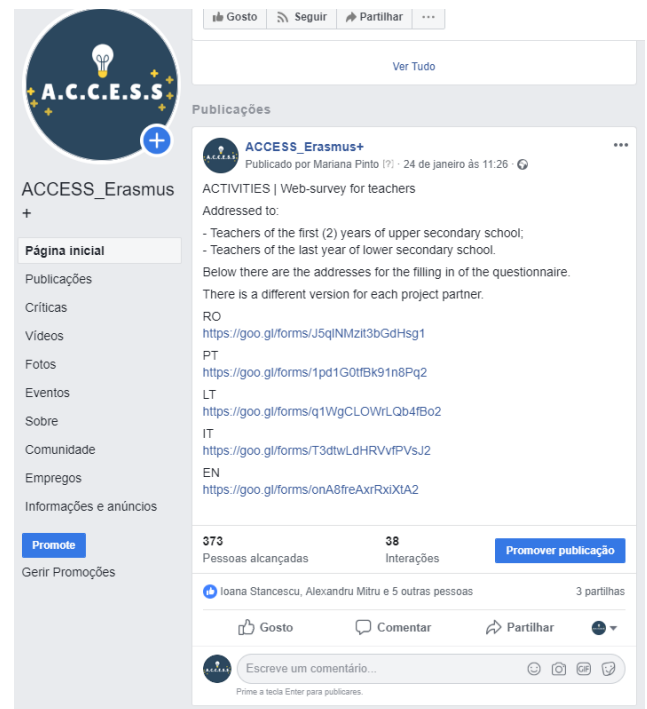 Gosto
Seguir
Partilhar
Ver Tudo
A.C.C.E.S.S
ACCESS_Erasmus
+
Página inicial
Publicações
Críticas
Vídeos
Fotos
Eventos
Sobre
Comunidade
Empregos
Informações e anúncios
Promote
Gerir Promoções
Publicações
A.C.C.E.S.S
ACCESS_Erasmus+
Publicado por Mariana Pinto [?] · 24 de janeiro às 11:26 ·
ACTIVITIES | Web-survey for teachers
Addressed to:
- Teachers of the first (2) years of upper secondary school;
- Teachers of the last year of lower secondary school.
Below there are the addresses for the filling in of the questionnaire.
There is a different version for each project partner.
RO
https://goo.gl/forms/J5qlNMzit3bGdHsg1
PT
https://goo.gl/forms/1pd1G0tfBk91n8Pq2
LT
https://goo.gl/forms/q1WgCLOWrLQb4fBo2
IT
https://goo.gl/forms/T3dtwLdHRVvfPVsJ2
EN
https://goo.gl/forms/onA8freAxrRxiXtA2
373
Pessoas alcançadas
38
Interações
Promover publicação
Ioana Stancescu, Alexandru Mitru e 5 outras pessoas
3 partilhas
Gosto
Comentar
Partilhar
Escreve um comentário...
GIF
Prime a tecla Enter para publicares.